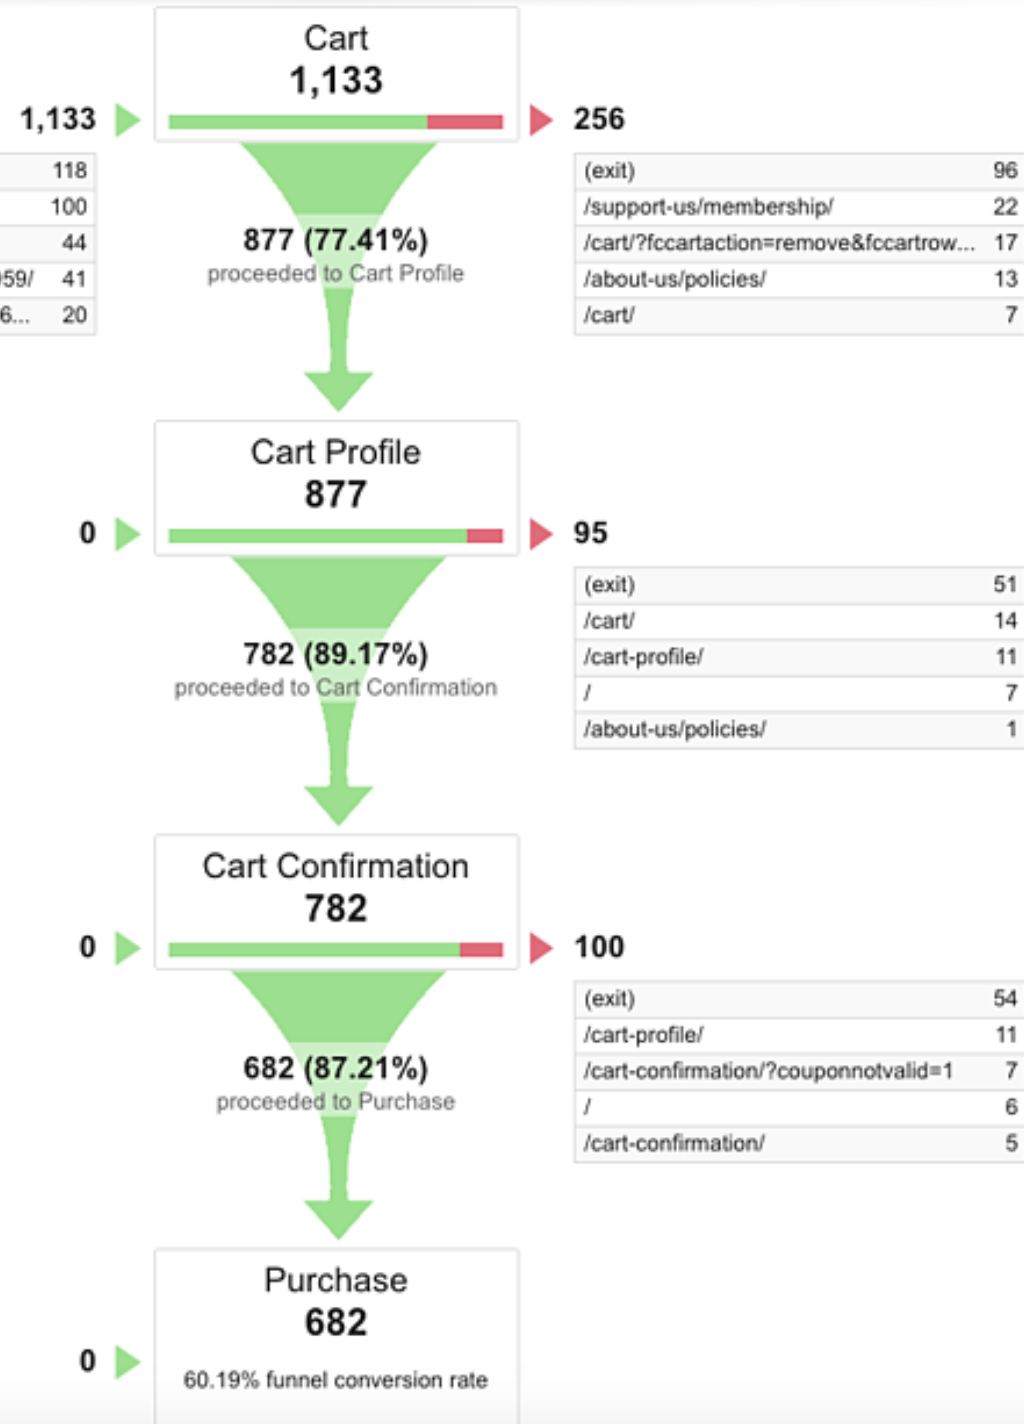 Cart
1,133
1,133
256
118
100
44
959/ 41
6... 20
(exit) 96
/support-us/membership/ 22
/cart/?fccartaction=remove&fccartrow... 17
/about-us/policies/ 13
/cart/ 7
877 (77.41%)
proceeded to Cart Profile
Cart Profile
877
0
95
(exit) 51
/cart/ 14
/cart-profile/ 11
/ 7
/about-us/policies/ 1
782 (89.17%)
proceeded to Cart Confirmation
Cart Confirmation
782
0
100
(exit) 54
/cart-profile/ 11
/cart-confirmation/?couponnotvalid=1 7
/ 6
/cart-confirmation/ 5
682 (87.21%)
proceeded to Purchase
Purchase
682
0
60.19% funnel conversion rate